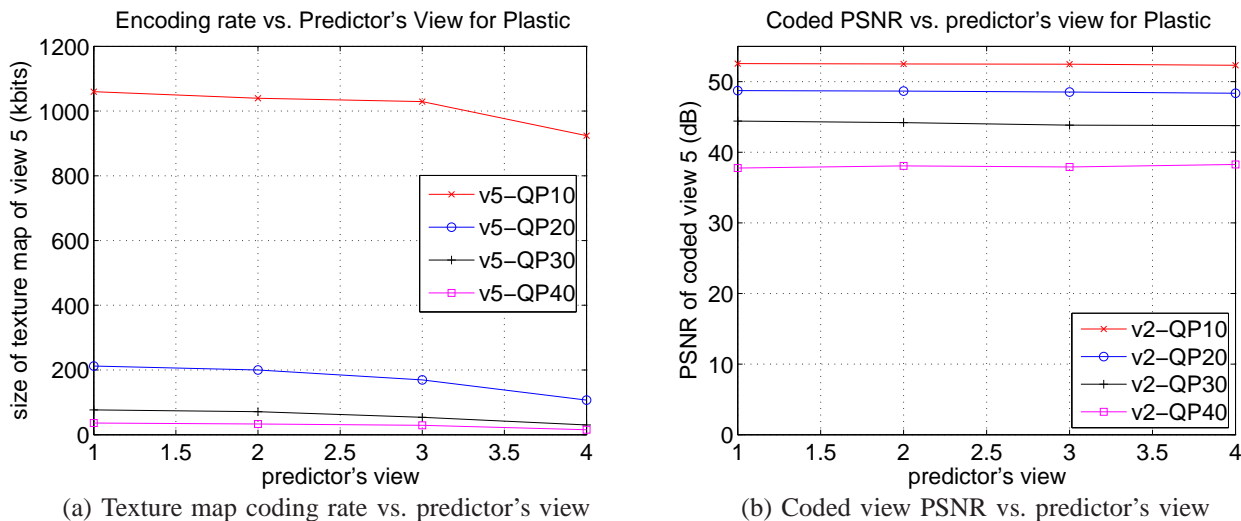 Encoding rate vs. Predictor's View for Plastic
size of texture map of view 5 (kbits)
1200
1000
800
600
400
200
0
v5−QP10
v5−QP20
v5−QP30
v5−QP40
1 1.5 2 2.5 3 3.5 4
predictor's view
(a) Texture map coding rate vs. predictor's view
Coded PSNR vs. predictor's view for Plastic
PSNR of coded view 5 (dB)
50
40
30
20
10
0
v2−QP10
v2−QP20
v2−QP30
v2−QP40
1 1.5 2 2.5 3 3.5 4
predictor's view
(b) Coded view PSNR vs. predictor's view